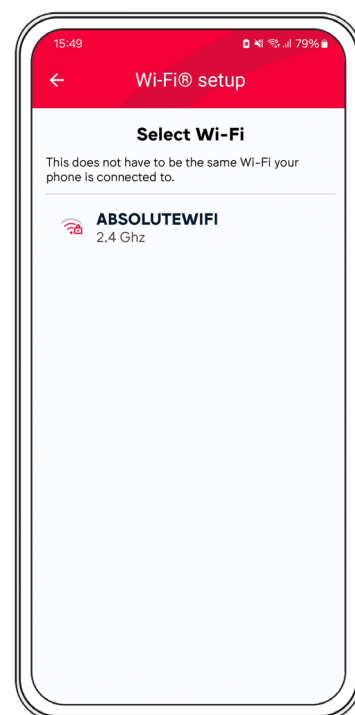 15:49 79%
Wi-Fi® setup
Select Wi-Fi
This does not have to be the same Wi-Fi your
phone is connected to.
ABSOLUTEWIFI
2.4 Ghz